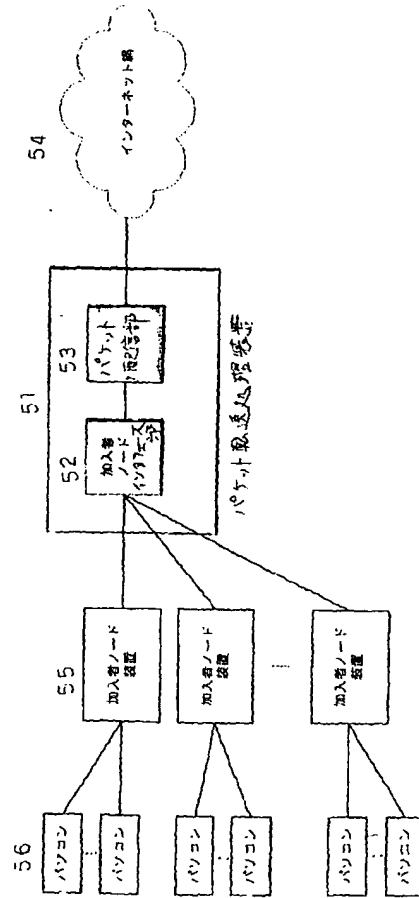 54
インターネット網
51
53
パケット
配信部
52
加入者
ノード
インタフェース
部
パケット転送処理装置
55
加入者ノード
装置
加入者ノード
装置
加入者ノード
装置
56
パソコン
パソコン
パソコン
パソコン
パソコン
パソコン